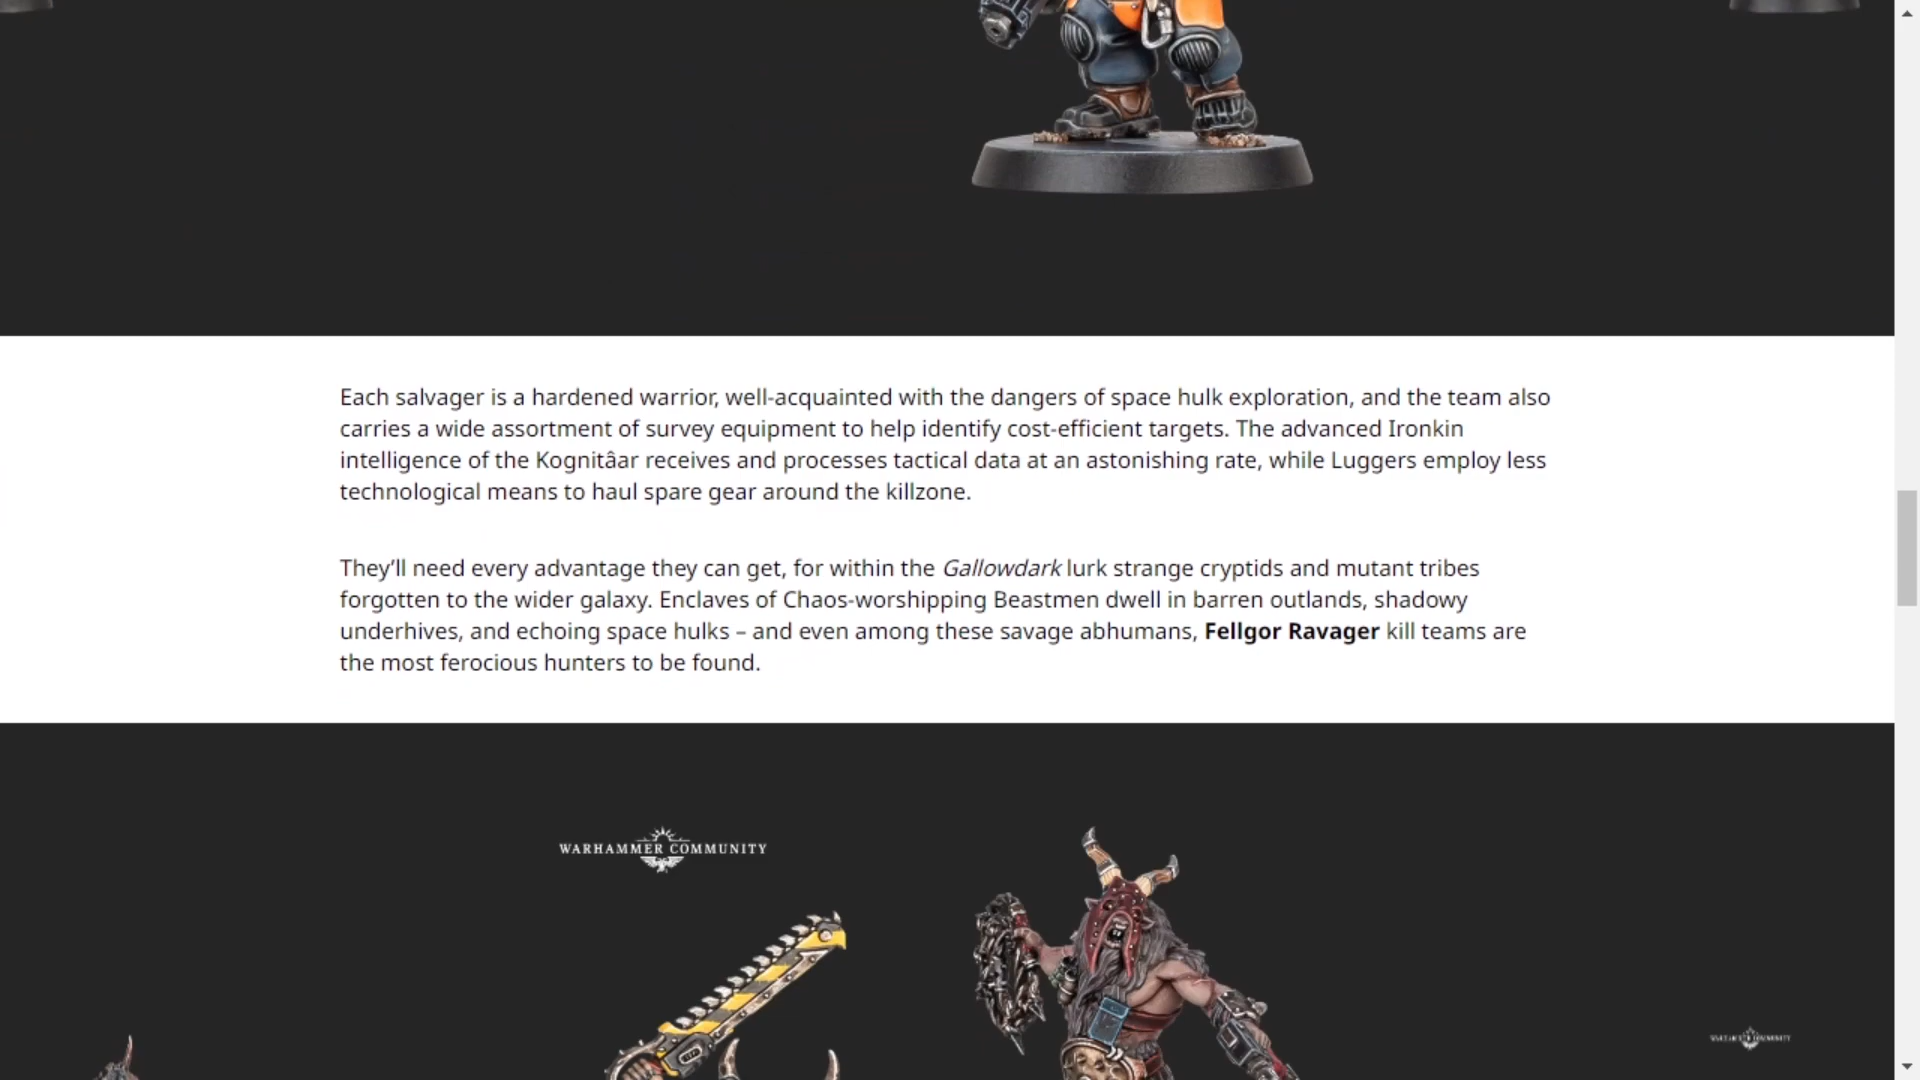 Each salvager is a hardened warrior, well-acquainted with the dangers of space hulk exploration, and the team also
carries a wide assortment of survey equipment to help identify cost-efficient targets. The advanced Ironkin
intelligence of the Kognitâar receives and processes tactical data at an astonishing rate, while Luggers employ less
technological means to haul spare gear around the killzone.
They’ll need every advantage they can get, for within the Gallowdark lurk strange cryptids and mutant tribes
forgotten to the wider galaxy. Enclaves of Chaos-worshipping Beastmen dwell in barren outlands, shadowy
underhives, and echoing space hulks – and even among these savage abhumans, Fellgor Ravager kill teams are
the most ferocious hunters to be found.
WARHAMMER COMMUNITY
WARHAMMER COMMUNITY